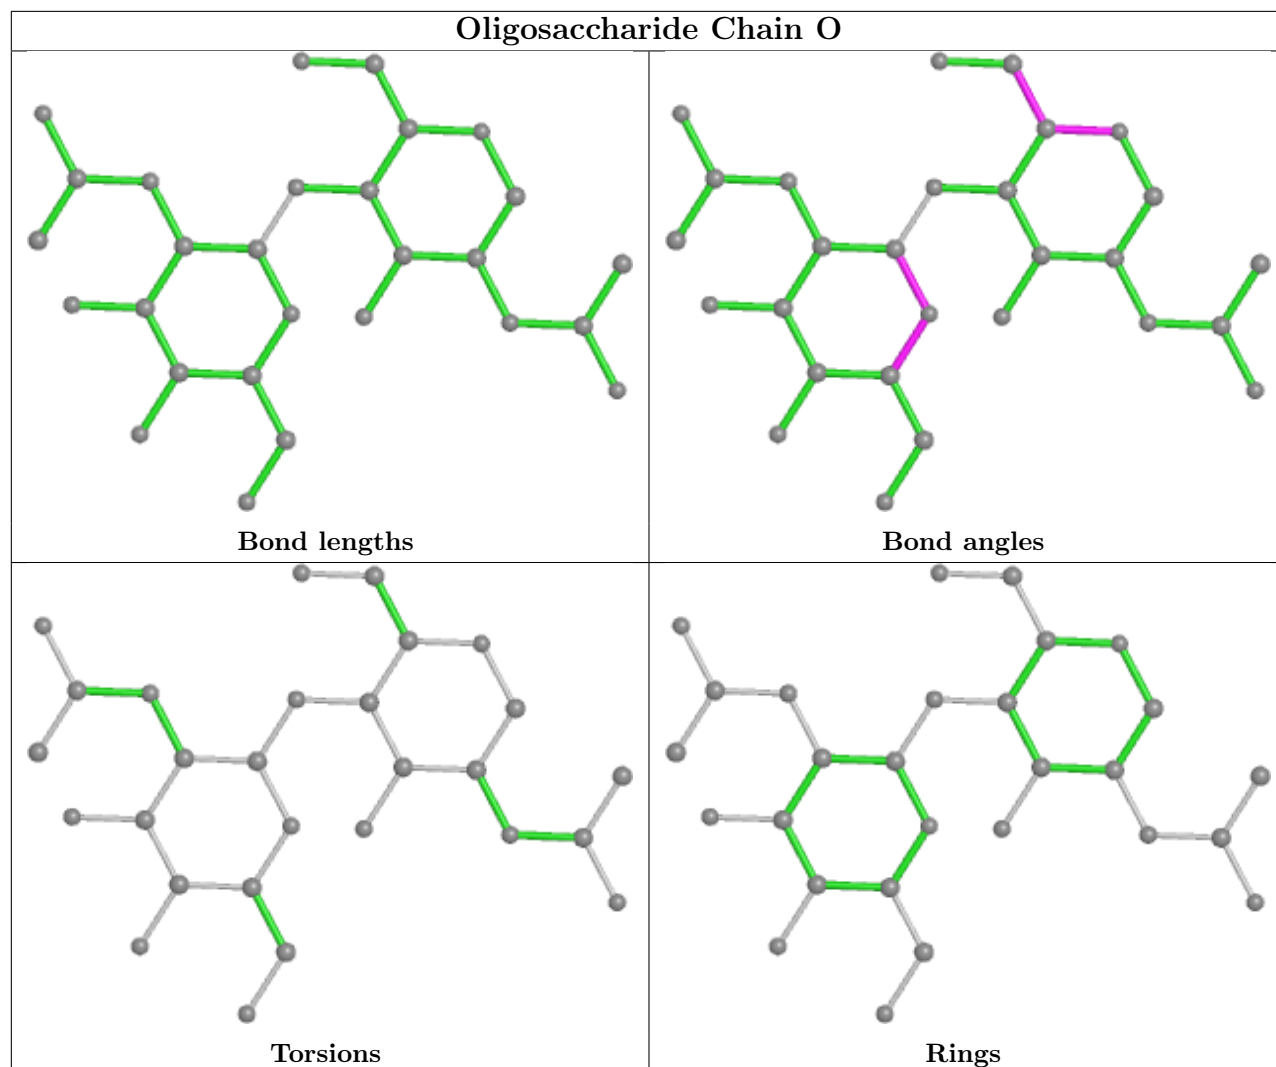 Oligosaccharide Chain O
Bond lengths
Bond angles
Torsions
Rings